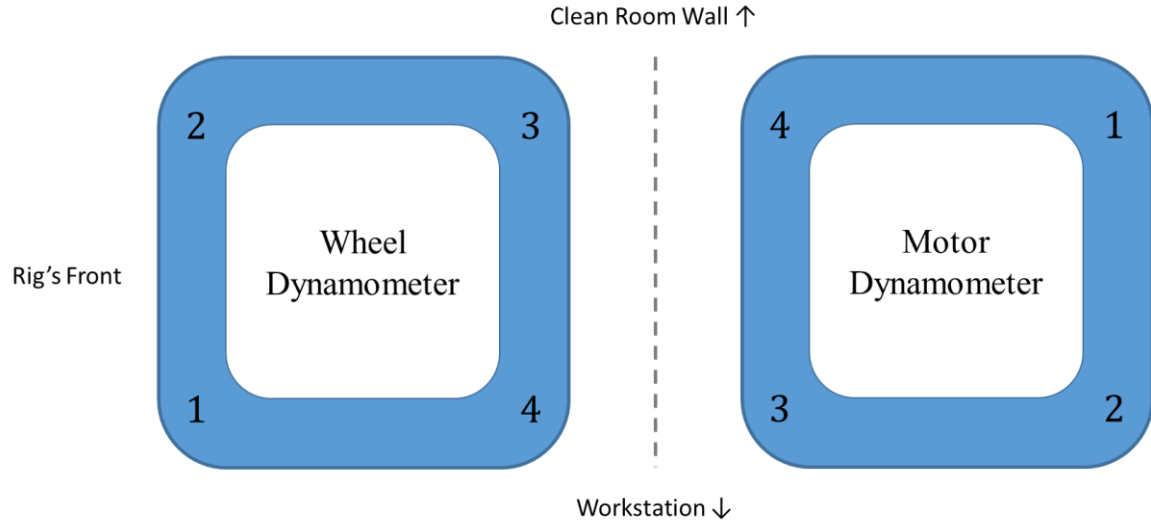 Clean Room Wall ↑
2 3 4 1
Wheel Motor
Rig's Front Dynamometer Dynamometer
1 4 3 2
Workstation ↓